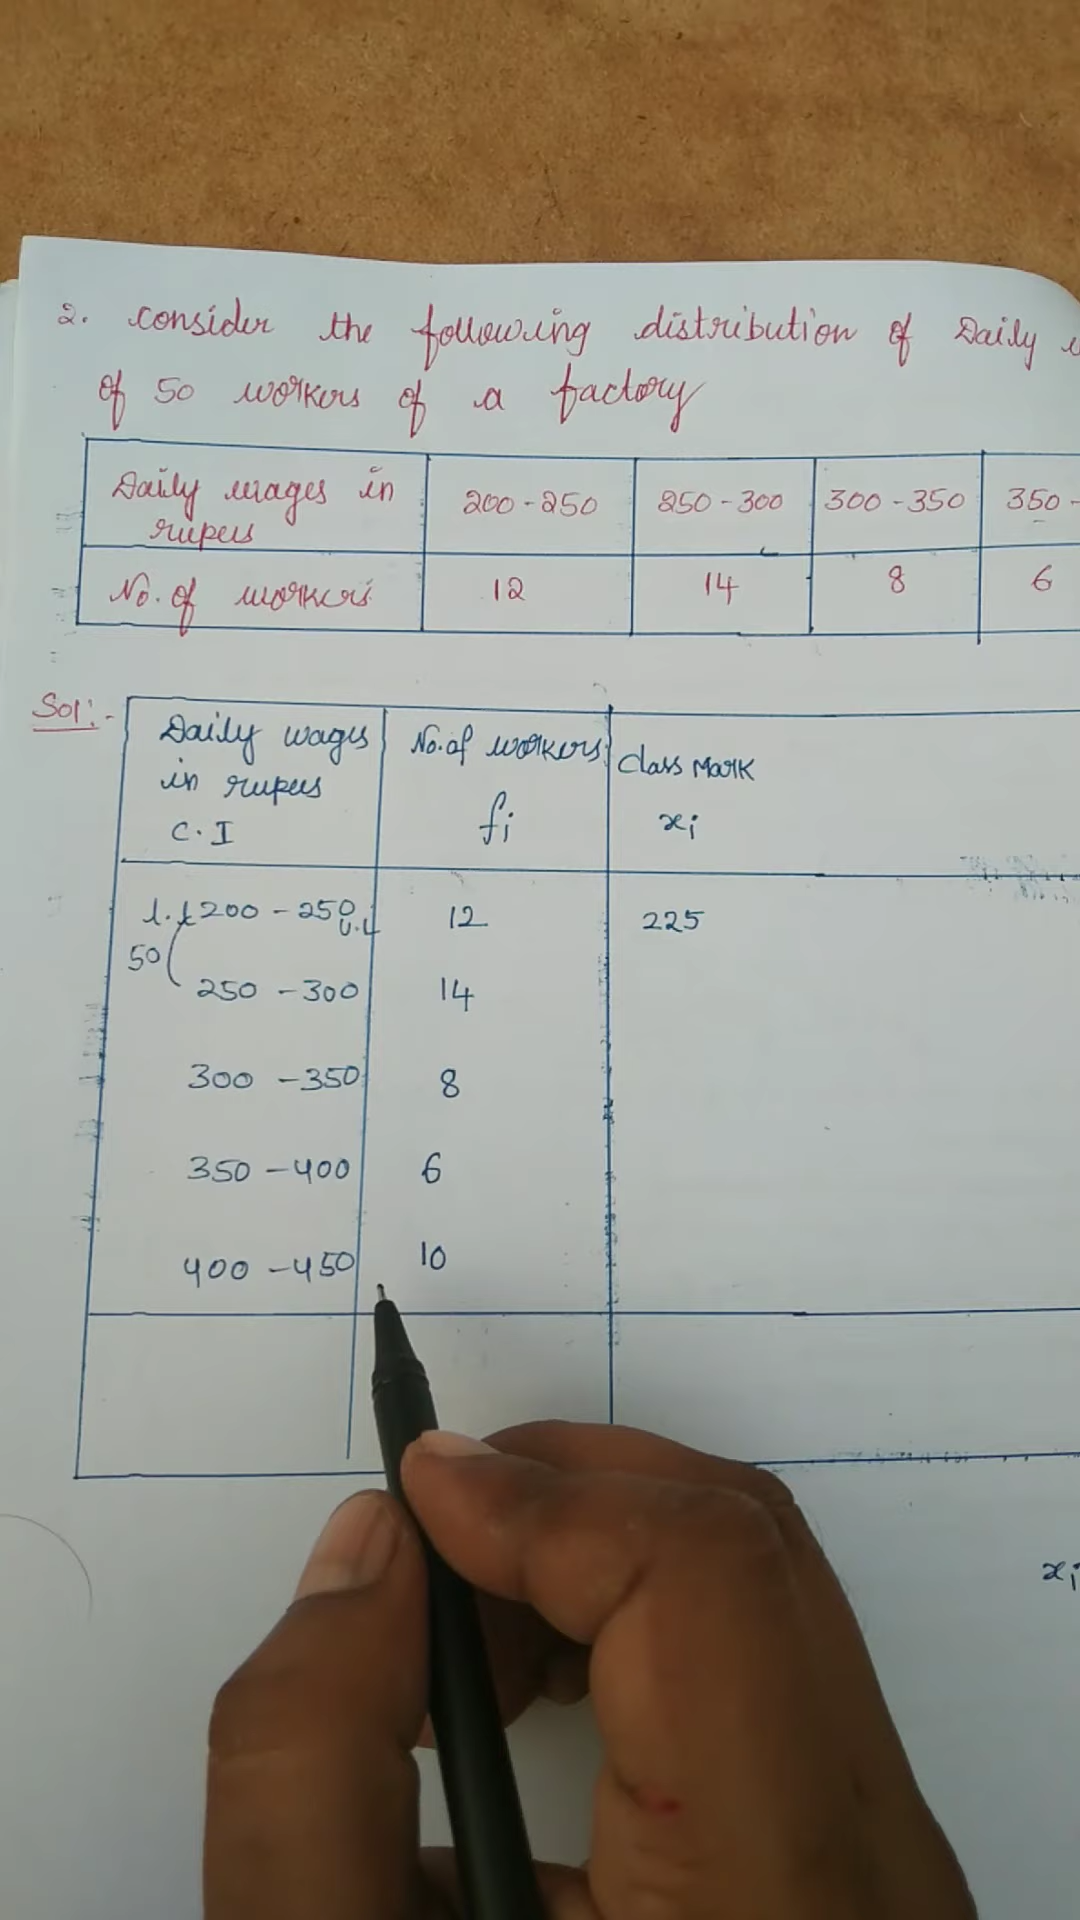 2. consider the following distribution of Daily
of 50 workers of a factory
Daily wages in rupees 200-250 250-300 300-350 350-
No. of workers 12 14 8 6
Sol:-
Daily wages in rupees C.I No. of workers fi class mark xi
l.l 200 - 250 u.L 12 225
50
250 - 300 14
300 - 350 8
350 - 400 6
400 - 450 10
xi